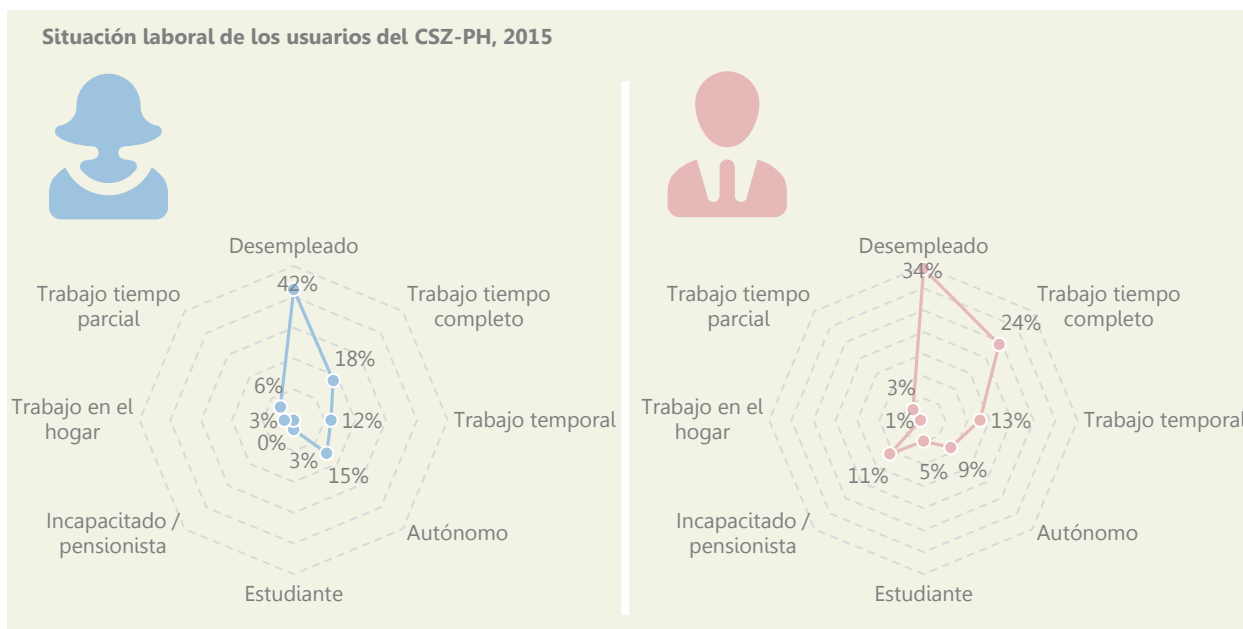 Situación laboral de los usuarios del CSZ-PH, 2015
Desempleado
42%
Trabajo tiempo
completo
18%
Trabajo temporal
12%
Autónomo
15%
Estudiante
3%
Incapacitado /
pensionista
0%
Trabajo en el
hogar
3%
Trabajo tiempo
parcial
6%
Desempleado
34%
Trabajo tiempo
completo
24%
Trabajo temporal
13%
Autónomo
9%
Estudiante
5%
Incapacitado /
pensionista
11%
Trabajo en el
hogar
1%
Trabajo tiempo
parcial
3%